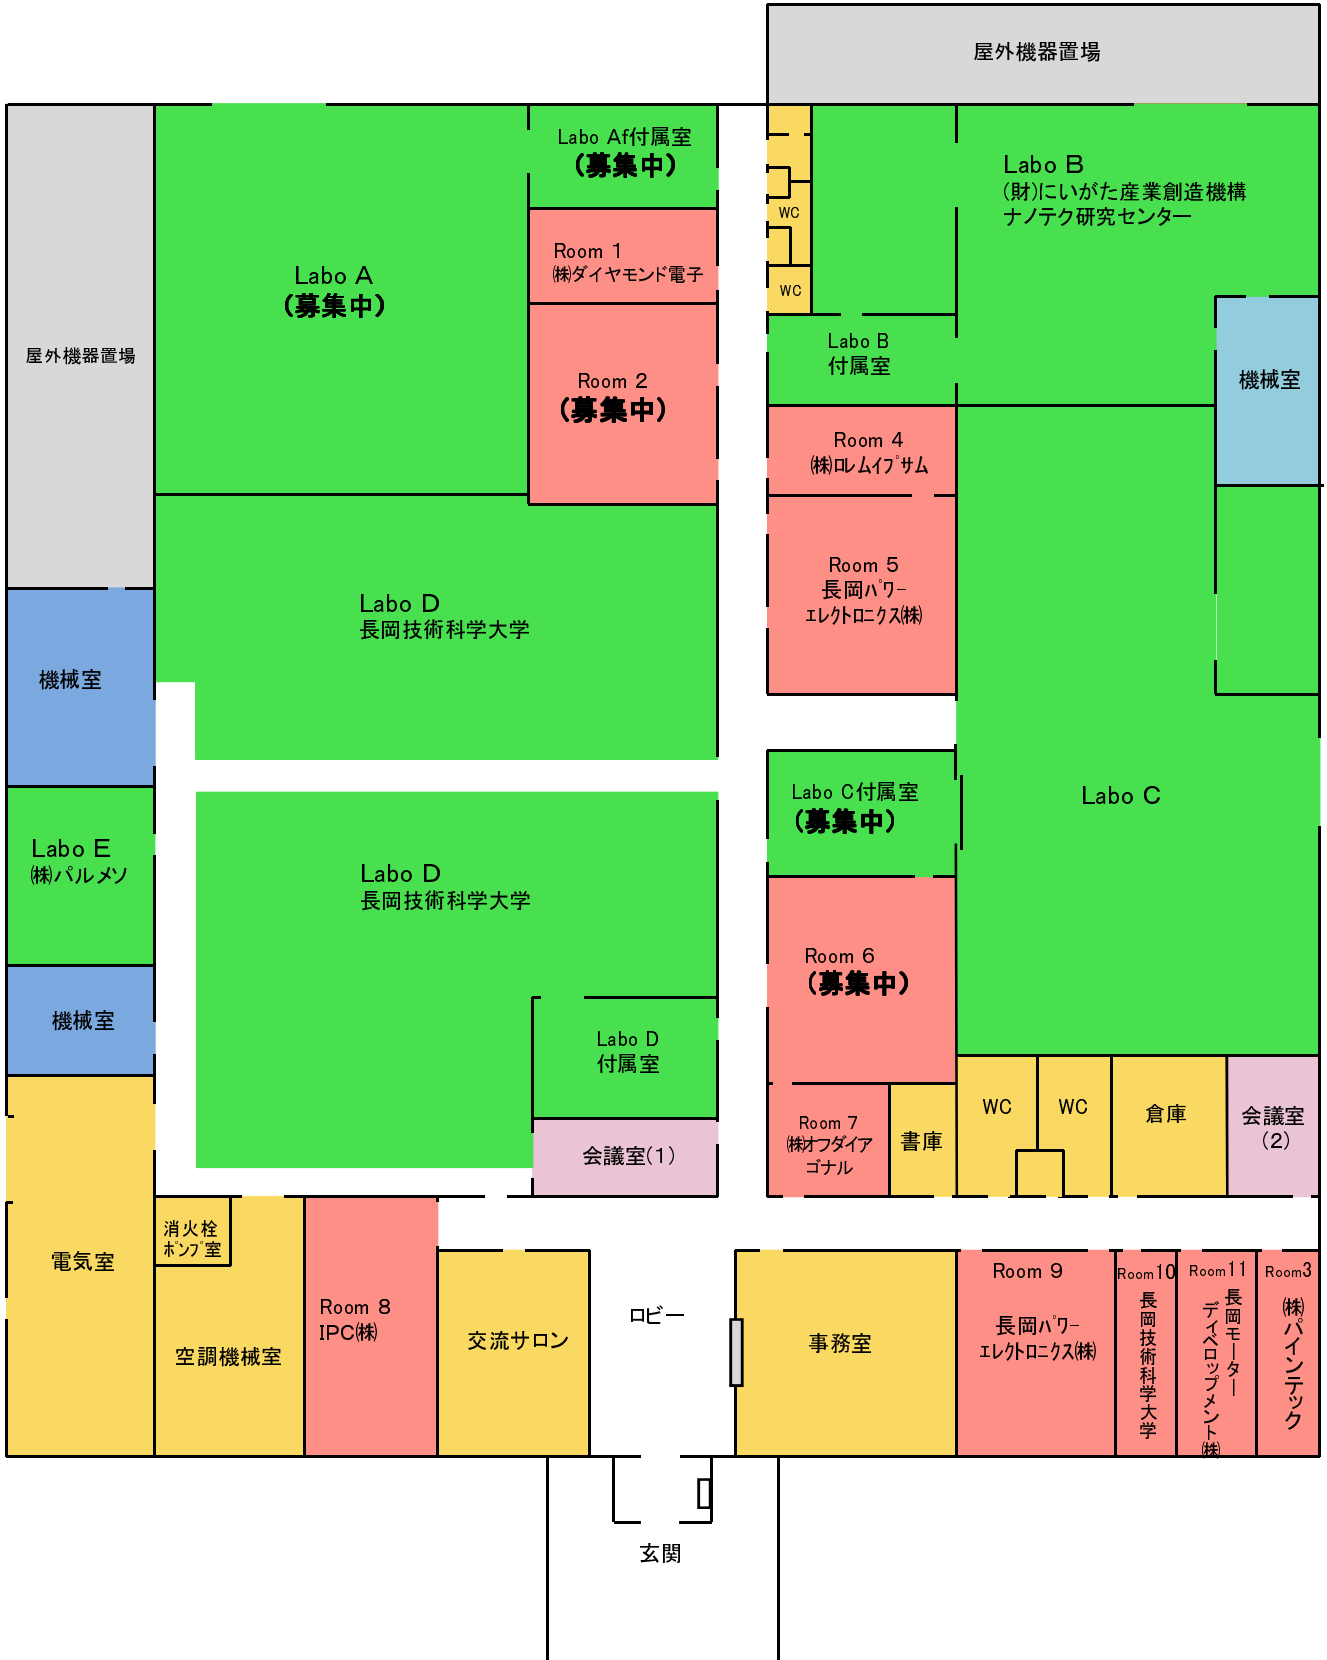 屋外機器置場
Labo Af付属室
(募集中)
Labo B
(財)にいがた産業創造機構
ナノテク研究センター
WC
Room 1
㈱ダイヤモンド電子
Labo A
(募集中)
WC
屋外機器置場
Labo B
付属室
Room 2
(募集中)
機械室
Room 4
㈱ロレムイプサム
Room 5
長岡パワー
エレクトロニクス㈱
Labo D
長岡技術科学大学
機械室
Labo C付属室
(募集中)
Labo C
Labo E
㈱パルメソ
Labo D
長岡技術科学大学
Room 6
(募集中)
機械室
Labo D
付属室
WC
WC
倉庫
会議室
(2)
Room 7
㈱オフダイア
ゴナル
書庫
会議室(1)
消火栓
ポンプ室
電気室
Room 8
IPC㈱
空調機械室
交流サロン
ロビー
事務室
Room 9
長岡パワー
エレクトロニクス㈱
Room10
長岡技術科学大学
Room11
長岡モーター
ディベロップメント㈱
Room3
㈱パインテック
玄関